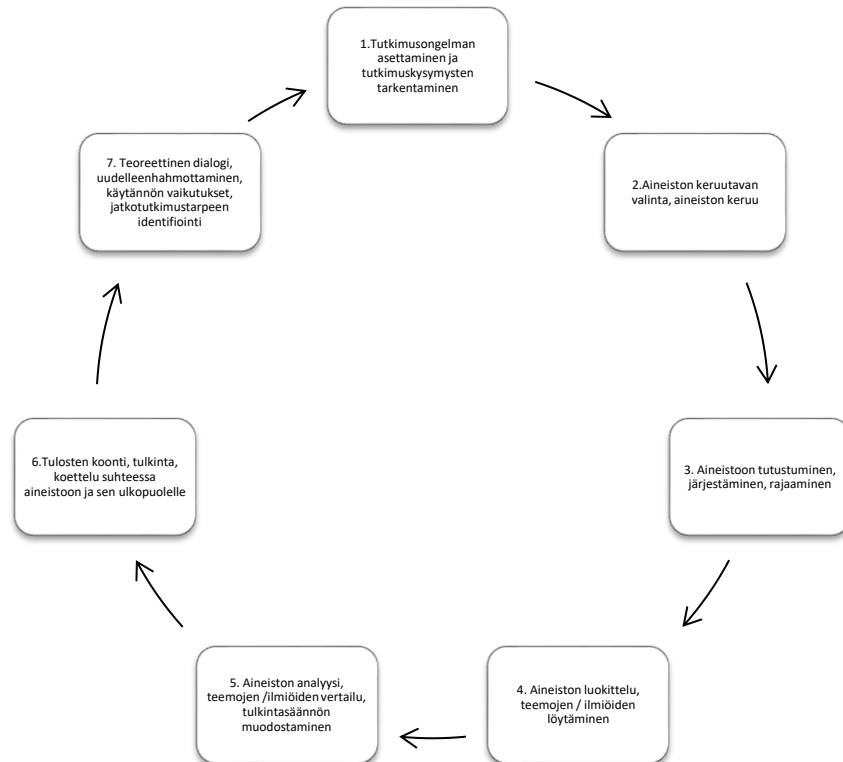 1.Tutkimusongelman
asettaminen ja
tutkimuskysymysten
tarkentaminen
2.Aineiston keruutavan
valinta, aineiston keruu
3. Aineistoon tutustuminen,
järjestäminen, rajaaminen
4. Aineiston luokittelu,
teemojen / ilmiöiden
löytäminen
5. Aineiston analyysi,
teemojen /ilmiöiden vertailu,
tulkintasäännön
muodostaminen
6.Tulosten koonti, tulkinta,
koettelu suhteessa
aineistoon ja sen ulkopuolelle
7. Teoreettinen dialogi,
uudelleenhahmottaminen,
käytännön vaikutukset,
jatkotutkimustarpeen
identifiointi